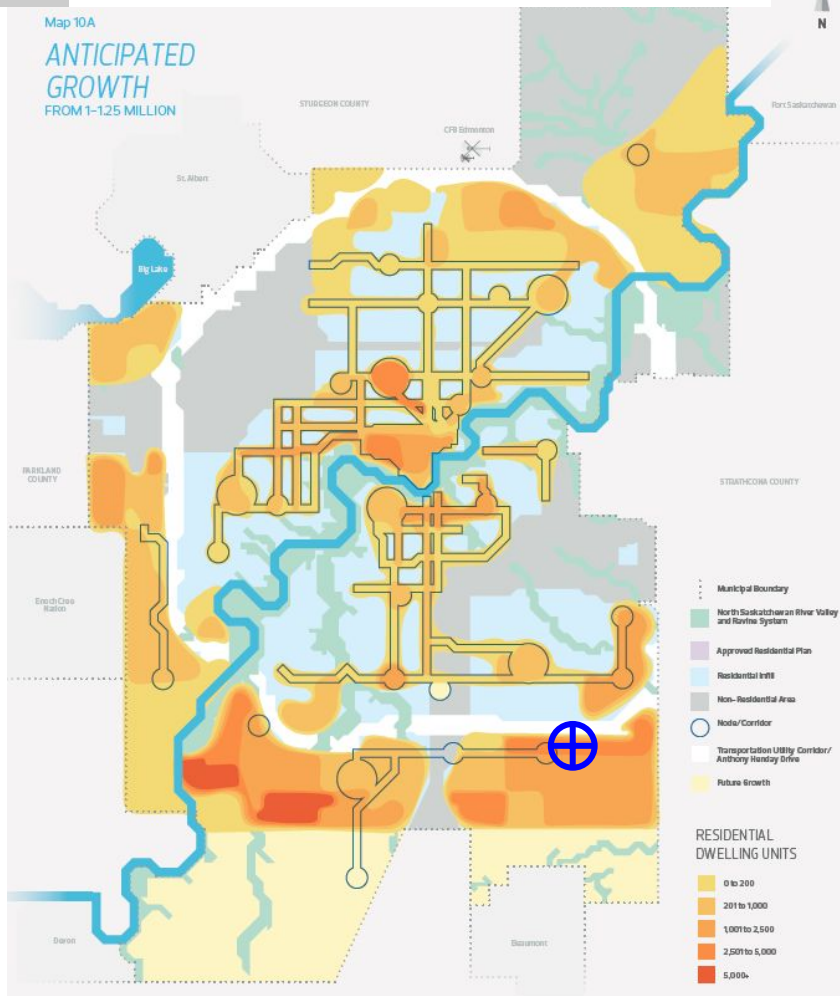 Map 10A
ANTICIPATED
GROWTH
FROM 1-1.25 MILLION
N
STURGEON COUNTY
Fort Saskatchewan
CFB Edmonton
St. Albert
Big Lake
PARKLAND
COUNTY
STRATHCONA COUNTY
Enoch Cree
Nation
Devon
Beaumont
Municipal Boundary
North Saskatchewan River Valley
and Ravine System
Approved Residential Plan
Residential Infill
Non-Residential Area
Node/Corridor
Transportation Utility Corridor/
Anthony Henday Drive
Future Growth
RESIDENTIAL
DWELLING UNITS
0 to 200
201 to 1,000
1,001 to 2,500
2,501 to 5,000
5,000+